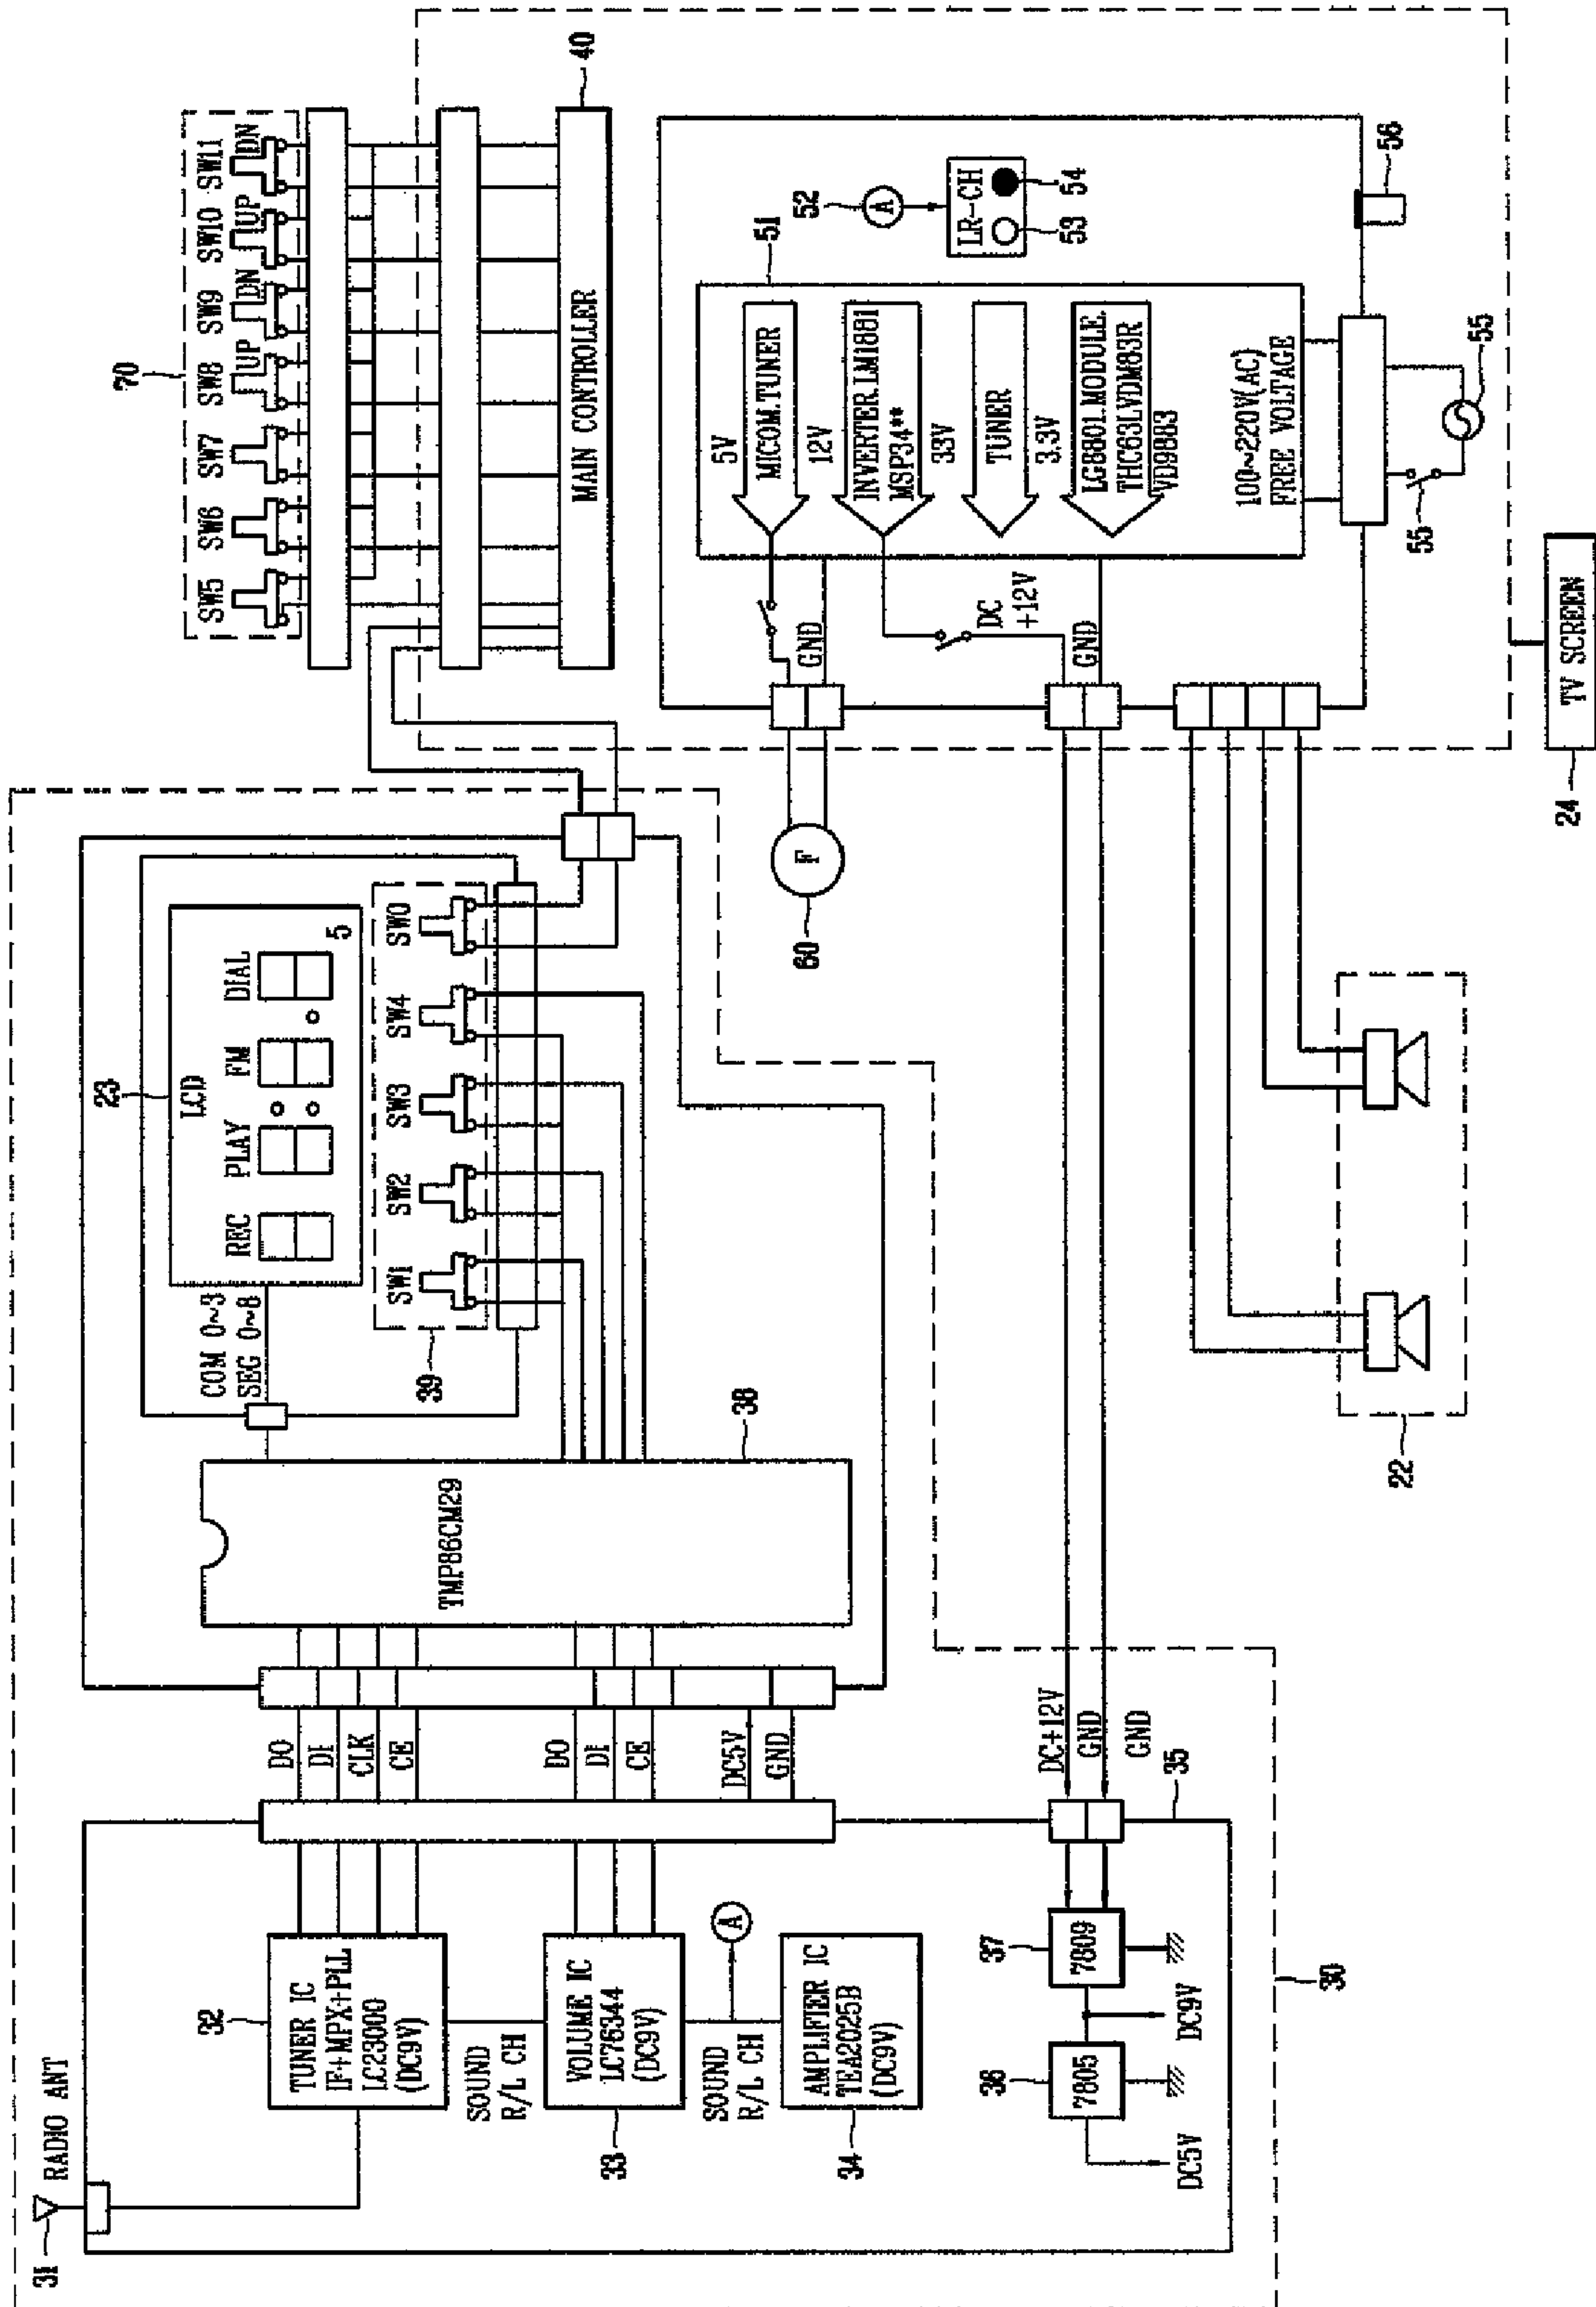 31
RADIO ANT
32
TUNER IC
IF+MPX+PLL
LC23000
(DC9V)
SOUND
R/L CH
33
VOLUME IC
LC76344
(DC9V)
SOUND
R/L CH
A
34
AMPLIFIER IC
TEA2025B
(DC9V)
36
7805
DC5V
37
7809
DC9V
35
30
DO
DI
CLK
CE
DO
DI
CE
DC5V
GND
DC+12V
GND
GND
TMP86CM29
38
COM 0~3
SEG 0~8
23
LCD
REC PLAY FM DIAL
5
39
SW1 SW2 SW3 SW4 SW0
70
SW5 SW6 SW7 SW8 SW9 SW10 SW11
UP DN UP DN
MAIN CONTROLLER
40
60
F
GND
DC
+12V
GND
51
5V
MICOM.TUNER
12V
INVERTER.LM1881
MSP34**
33V
TUNER
3.3V
LG8801.MODULE.
THC63LVDM83R
VD9883
100~220V(AC)
FREE VOLTAGE
52
A
LR-CH
53
54
55
55
56
22
24
TV SCREEN